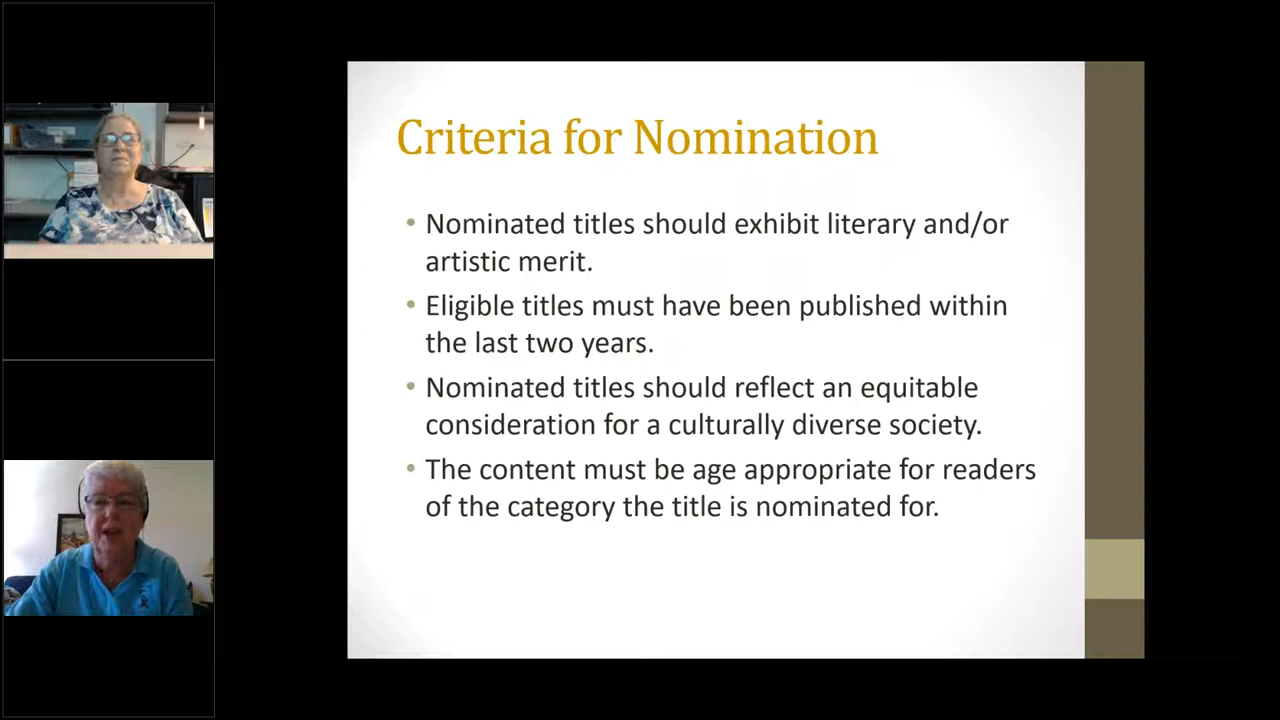 Criteria for Nomination
• Nominated titles should exhibit literary and/or
artistic merit.
• Eligible titles must have been published within
the last two years.
• Nominated titles should reflect an equitable
consideration for a culturally diverse society.
• The content must be age appropriate for readers
of the category the title is nominated for.